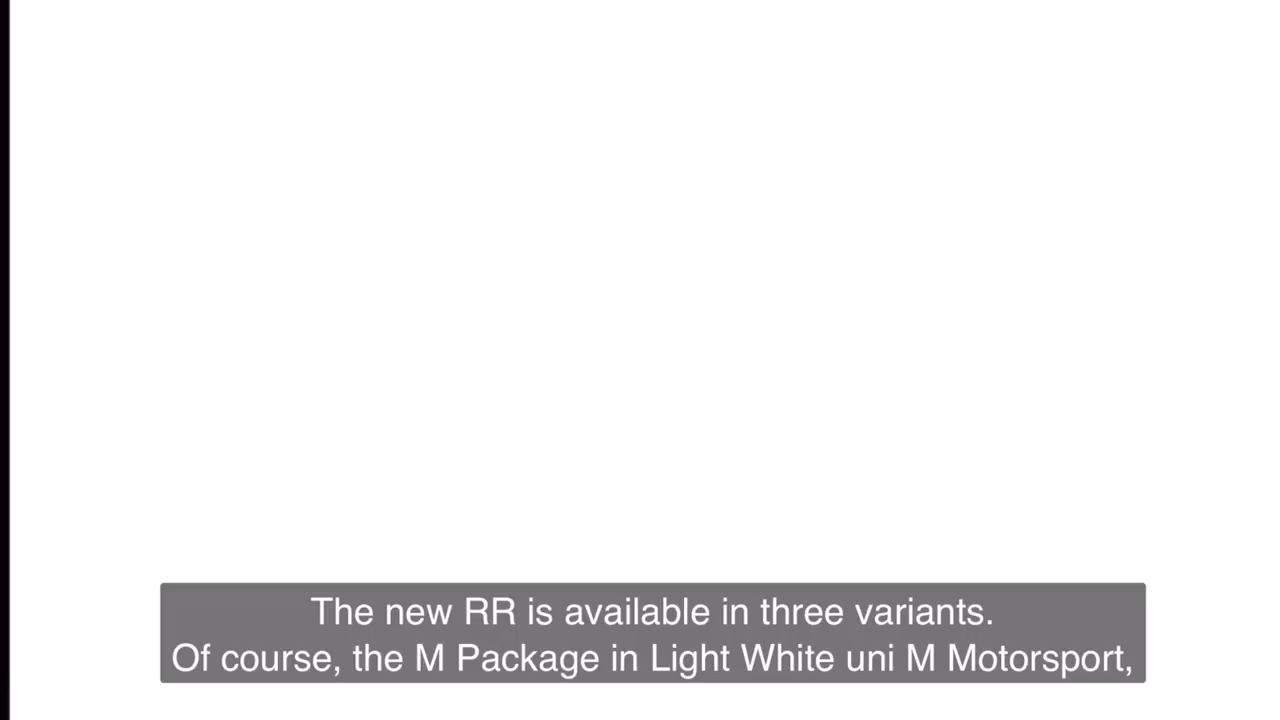 The new RR is available in three variants.
Of course, the M Package in Light White uni M Motorsport,